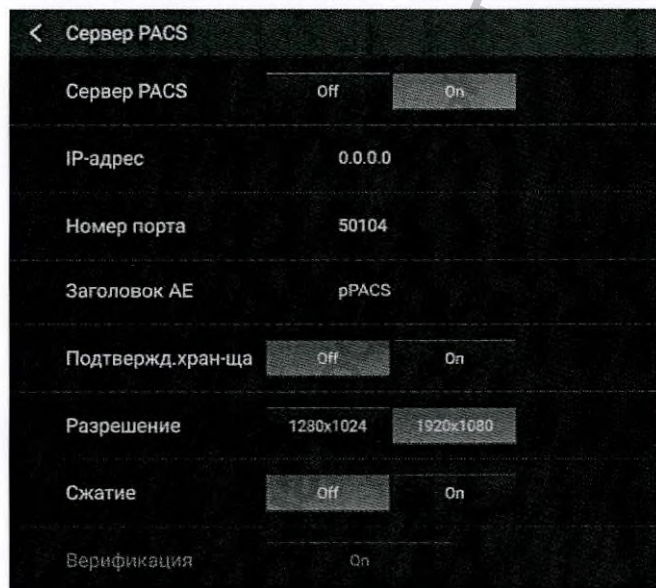 < Сервер PACS
Сервер PACS Off On
IP-адрес 0.0.0.0
Номер порта 50104
Заголовок AE pPACS
Подтвержд.хран-ща Off On
Разрешение 1280x1024 1920x1080
Сжатие Off On
Верификация On